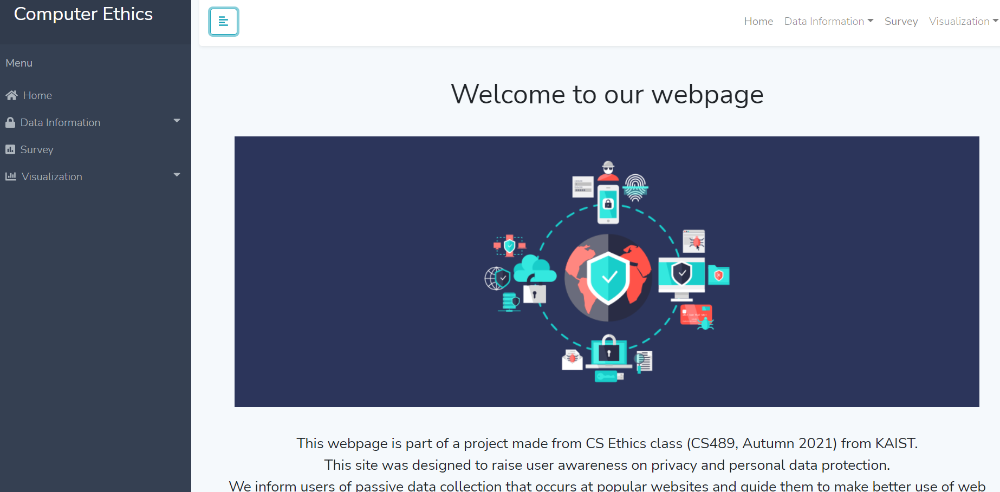 Computer Ethics
Menu
Home
Data Information
Survey
Visualization
Home Data Information Survey Visualization
Welcome to our webpage
This webpage is part of a project made from CS Ethics class (CS489, Autumn 2021) from KAIST.
This site was designed to raise user awareness on privacy and personal data protection.
We inform users of passive data collection that occurs at popular websites and guide them to make better use of web